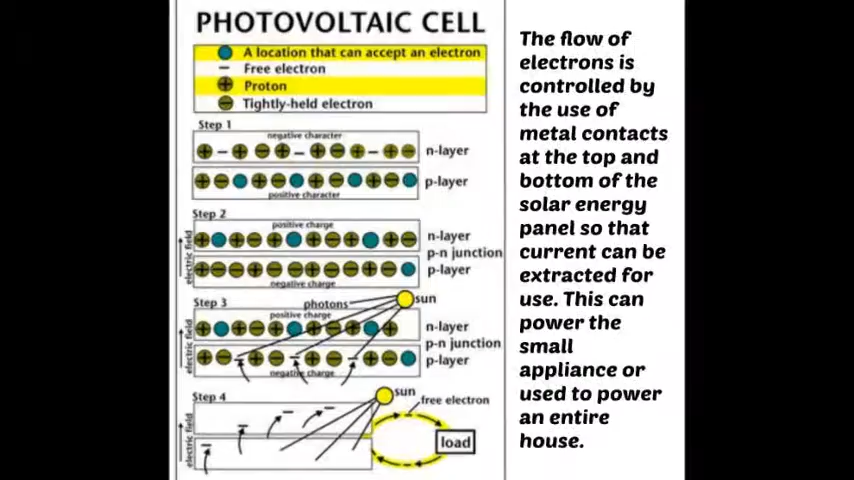 PHOTOVOLTAIC CELL
A location that can accept an electron
Free electron
Proton
Tightly-held electron
Step 1
negative character
n-layer
p-layer
positive character
Step 2
positive charge
electric field
n-layer
p-n junction
p-layer
negative charge
sun
photons
Step 3
positive charge
electric field
n-layer
p-n junction
p-layer
negative charge
Step 4
sun
free electron
electric field
load
The flow of
electrons is
controlled by
the use of
metal contacts
at the top and
bottom of the
solar energy
panel so that
current can be
extracted for
use. This can
power the
small
appliance or
used to power
an entire
house.